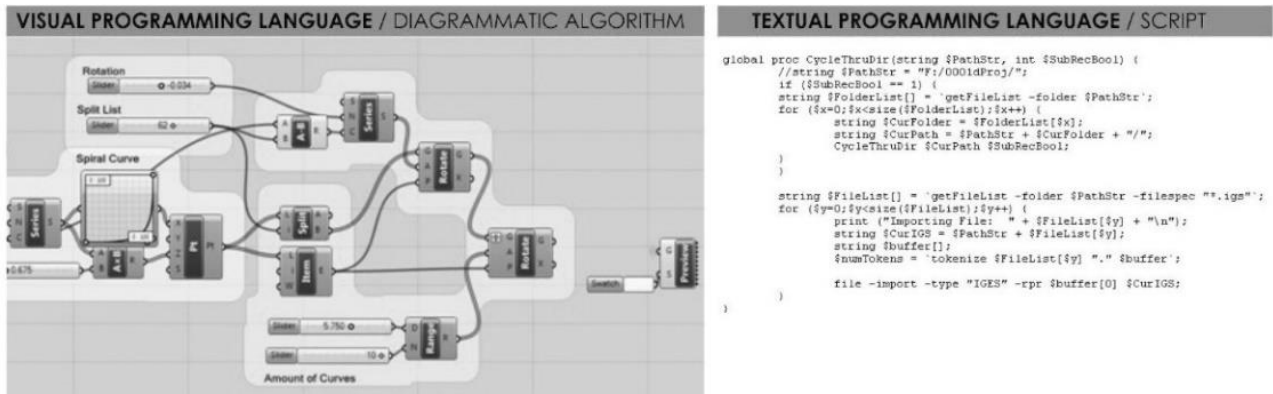 VISUAL PROGRAMMING LANGUAGE / DIAGRAMMATIC ALGORITHM
Rotation
Slider -0.034
Split List
Slider 62
Spiral Curve
S
N
C
Series
S
0.675
A
B
A×B
R
X
Y
Z
S
Pt
Pt
A
B
A-B
R
S
N
C
Series
S
L
I
Split
A
B
L
I
W
Item
E
G
A
P
Rotate
G
X
G
A
P
Rotate
G
X
Slider 5.750
Slider 10
D
N
Range
R
Amount of Curves
Swatch
G
S
Preview
TEXTUAL PROGRAMMING LANGUAGE / SCRIPT
global proc CycleThruDir(string $PathStr, int $SubRecBool) {
//string $PathStr = "F:/0001dProj/";
if ($SubRecBool == 1) {
string $FolderList[] = `getFileList -folder $PathStr`;
for ($x=0;$x<size($FolderList);$x++) {
string $CurFolder = $FolderList[$x];
string $CurPath = $PathStr + $CurFolder + "/";
CycleThruDir $CurPath $SubRecBool;
}
}
string $FileList[] = `getFileList -folder $PathStr -filespec "*.igs"`;
for ($y=0;$y<size($FileList);$y++) {
print ("Importing File: " + $FileList[$y] + "\n");
string $CurIGS = $PathStr + $FileList[$y];
string $buffer[];
$numTokens = `tokenize $FileList[$y] "." $buffer`;
file -import -type "IGES" -rpr $buffer[0] $CurIGS;
}
}